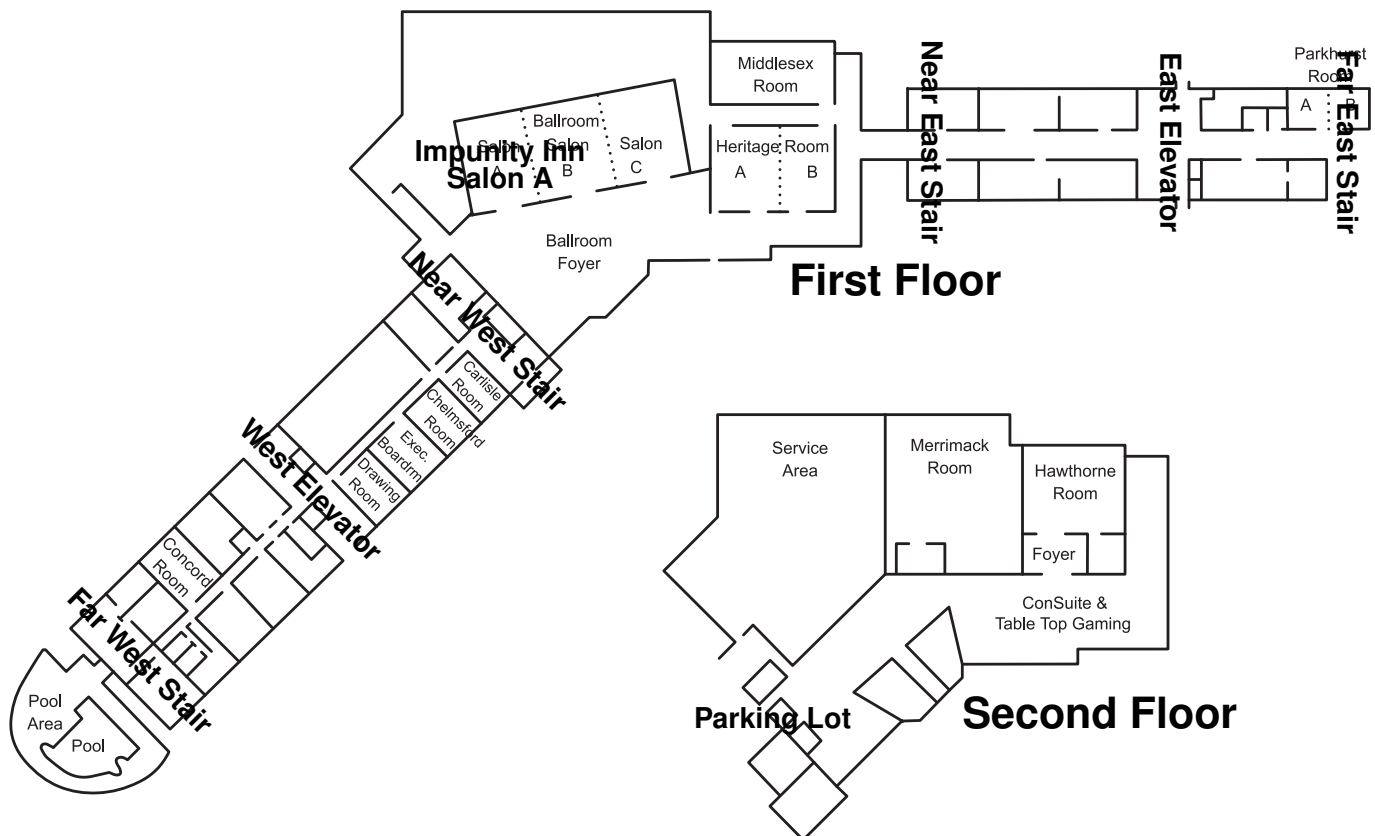 Middlesex
Room
Near East Stair
East Elevator
Parkhurst
Room
A
B
Far East Stair
Ballroom
Salon
A
Salon
B
Salon
C
Impunity Inn
Salon A
Heritage Room
A
B
Ballroom
Foyer
First Floor
Near West Stair
Carlisle
Room
Chelmsford
Room
Exec.
Boardrm
Drawing
Room
West Elevator
Concord
Room
Far West Stair
Pool
Area
Pool
Service
Area
Merrimack
Room
Hawthorne
Room
Foyer
ConSuite &
Table Top Gaming
Parking Lot
Second Floor